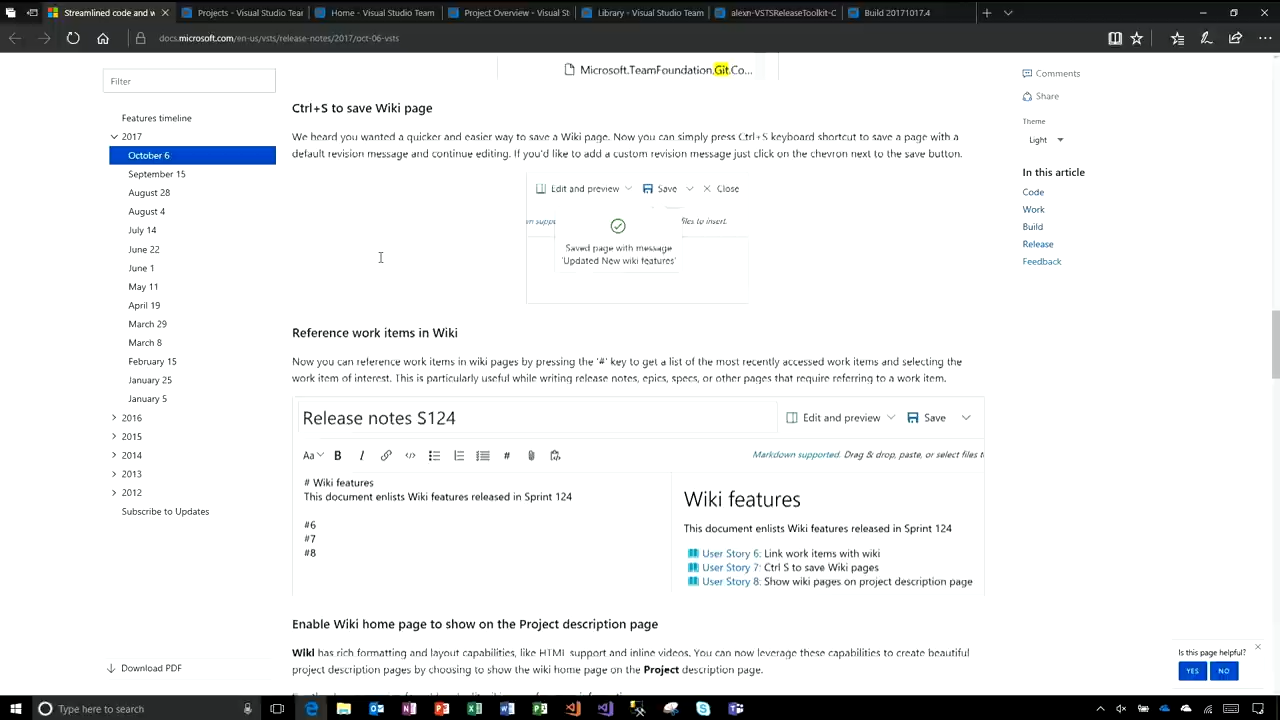 Streamlined code sea
Projects - Visual Studio Tear
Home - Visual Studio Team
Project Overview - Visual St
Library - Visual Studio Team
alexn-VSTSReleaseToolkit-C
Build 20171017.4
docs.microsoft.com/en-us/vsts/release-notes/2017/oct-06-vsts
Filter
Features timeline
2017
October 6
September 15
August 28
August 4
July 14
June 22
June 1
May 11
April 19
March 29
March 8
February 15
January 25
January 5
2016
2015
2014
2013
2012
Subscribe to Updates
Download PDF
Microsoft.TeamFoundation.Git.Co...
Ctrl+S to save Wiki page
We heard you wanted a quicker and easier way to save a Wiki page. Now you can simply press Ctrl+S keyboard shortcut to save a page with a
default revision message and continue editing. If you'd like to add a custom revision message just click on the chevron next to the save button.
Edit and preview Save Close
wn suppo files to insert.
Saved page with message
'Updated New wiki features'
Reference work items in Wiki
Now you can reference work items in wiki pages by pressing the '#' key to get a list of the most recently accessed work items and selecting the
work item of interest. This is particularly useful while writing release notes, epics, specs, or other pages that require referring to a work item.
Release notes S124
Edit and preview Save
Aa B I #
Markdown supported. Drag & drop, paste, or select files t
# Wiki features
This document enlists Wiki features released in Sprint 124
#6
#7
#8
Wiki features
This document enlists Wiki features released in Sprint 124
User Story 6: Link work items with wiki
User Story 7: Ctrl S to save Wiki pages
User Story 8: Show wiki pages on project description page
Enable Wiki home page to show on the Project description page
Wiki has rich formatting and layout capabilities, like HTML support and inline videos. You can now leverage these capabilities to create beautiful
project description pages by choosing to show the wiki home page on the Project description page.
Comments
Share
Theme
Light
In this article
Code
Work
Build
Release
Feedback
Is this page helpful?
YES NO
Type here to search